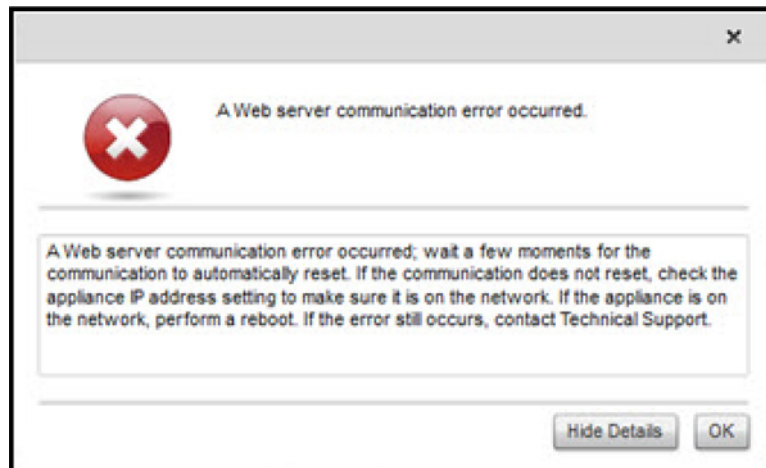 A Web server communication error occurred.
A Web server communication error occurred; wait a few moments for the
communication to automatically reset. If the communication does not reset, check the
appliance IP address setting to make sure it is on the network. If the appliance is on
the network, perform a reboot. If the error still occurs, contact Technical Support.
Hide Details OK